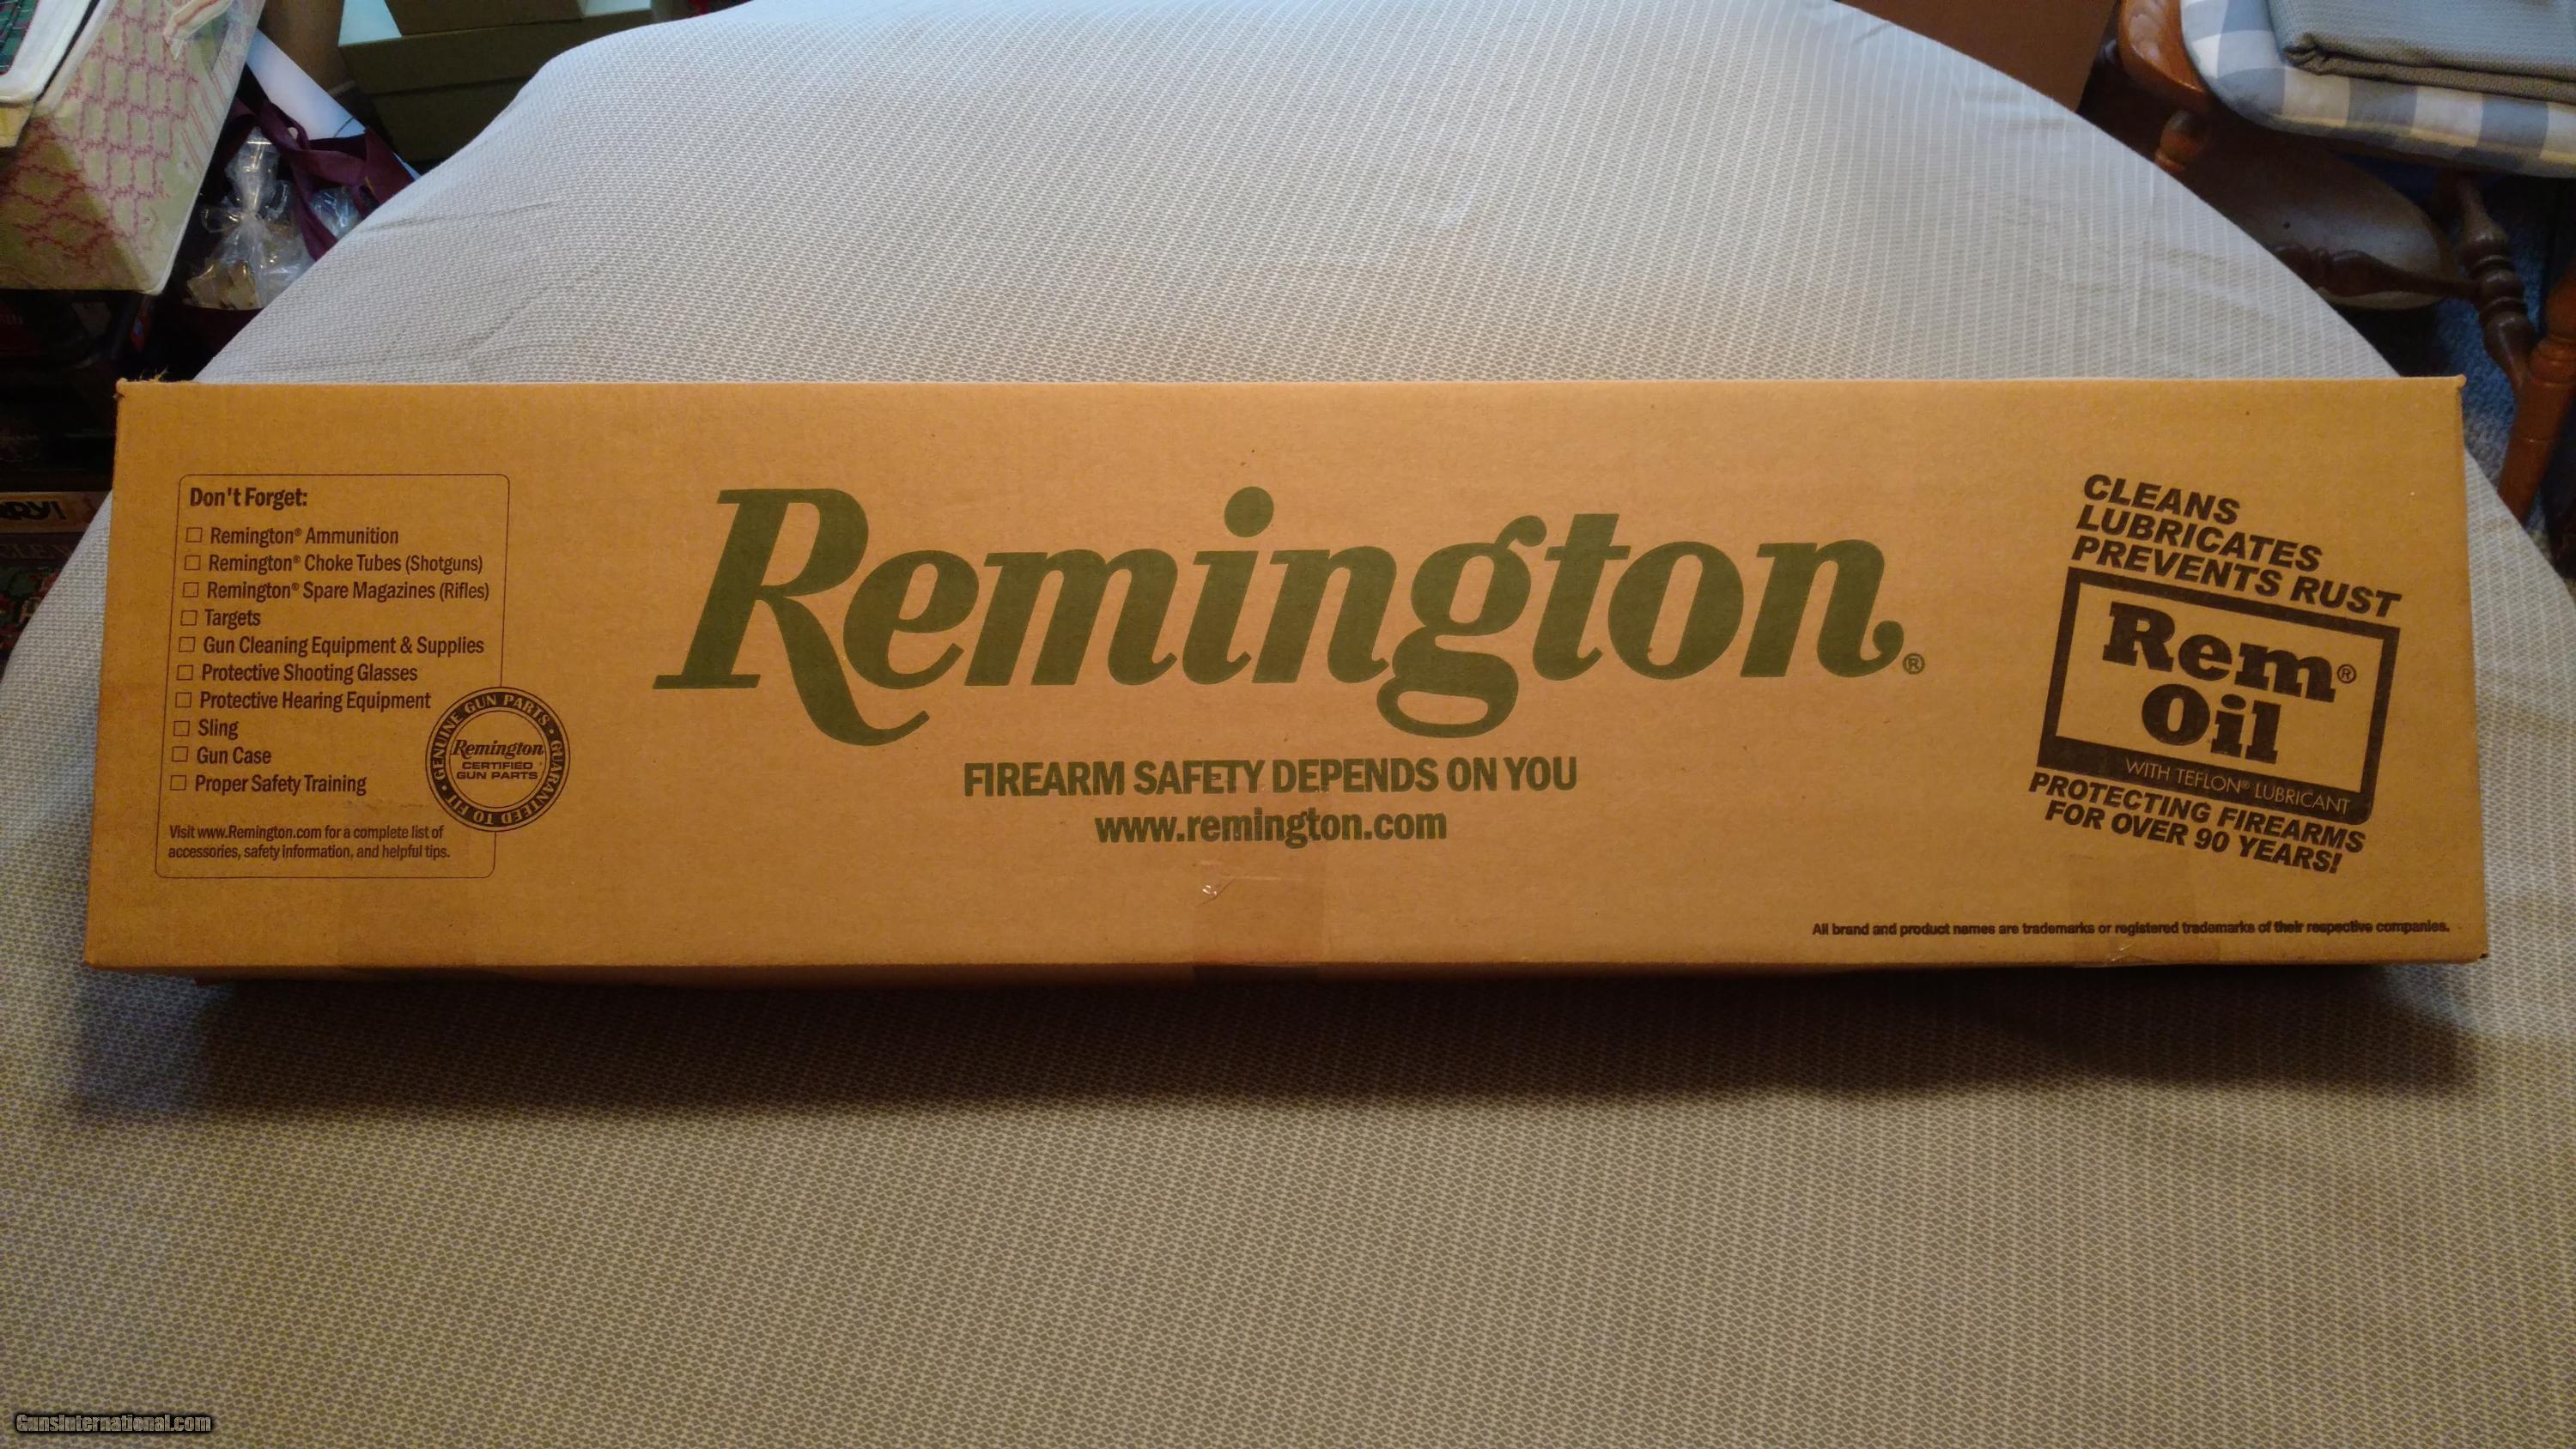 Don't Forget:
☐ Remington® Ammunition
☐ Remington® Choke Tubes (Shotguns)
☐ Remington® Spare Magazines (Rifles)
☐ Targets
☐ Gun Cleaning Equipment & Supplies
☐ Protective Shooting Glasses
☐ Protective Hearing Equipment
☐ Sling
☐ Gun Case
☐ Proper Safety Training
Visit www.Remington.com for a complete list of
accessories, safety information, and helpful tips.
GENUINE GUN PARTS • GUARANTEED TO FIT •
Remington
CERTIFIED
GUN PARTS
Remington®
FIREARM SAFETY DEPENDS ON YOU
www.remington.com
CLEANS
LUBRICATES
PREVENTS RUST
Rem®
Oil
WITH TEFLON® LUBRICANT
PROTECTING FIREARMS
FOR OVER 90 YEARS!
All brand and product names are trademarks or registered trademarks of their respective companies.
GunsInternational.com